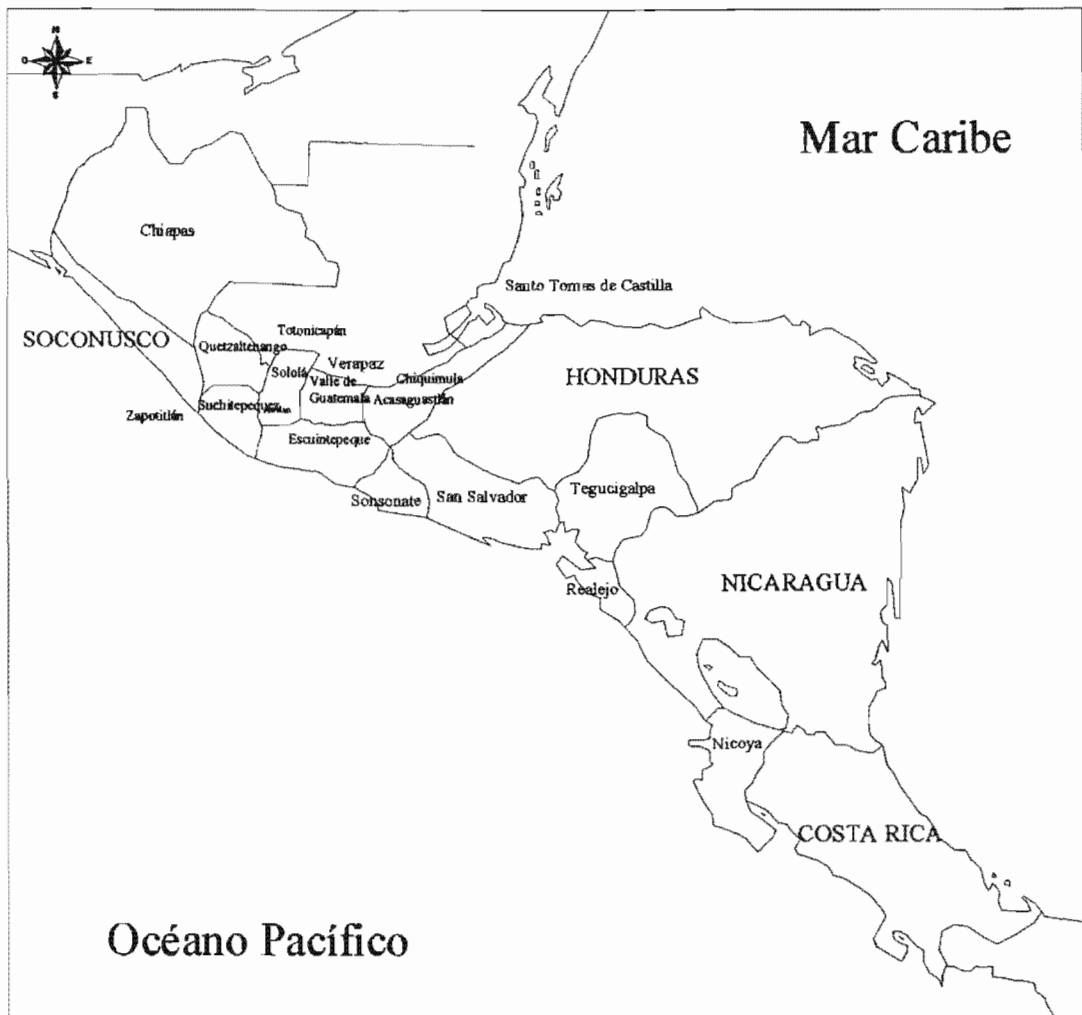 N
O
E
S
Mar Caribe
Chiapas
Santo Tomas de Castilla
SOCONUSCO
Totonicapán
Quetzaltenango
Verapaz
Sololá
Valle de
Guatemala
Chiquimula
Acasaguastlán
HONDURAS
Suchitepequez
Zapotitlán
Escuintepeque
Sonsonate
San Salvador
Tegucigalpa
Realejo
NICARAGUA
Nicoya
COSTA RICA
Océano Pacífico